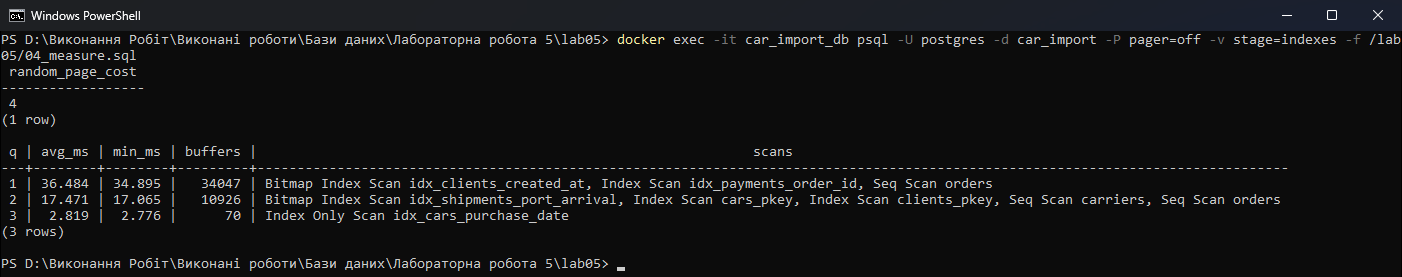 Windows PowerShell
PS D:\Виконання Робіт\Виконані роботи\Бази даних\Лабораторна робота 5\lab05> docker exec -it car_import_db psql -U postgres -d car_import -P pager=off -v stage=indexes -f /lab
05/04_measure.sql
 random_page_cost
------------------
 4
(1 row)

 q | avg_ms | min_ms | buffers |                                                              scans
---+--------+--------+---------+---------------------------------------------------------------------------------------------------------------------------------
 1 | 36.484 | 34.895 |   34047 | Bitmap Index Scan idx_clients_created_at, Index Scan idx_payments_order_id, Seq Scan orders
 2 | 17.471 | 17.065 |   10926 | Bitmap Index Scan idx_shipments_port_arrival, Index Scan cars_pkey, Index Scan clients_pkey, Seq Scan carriers, Seq Scan orders
 3 |  2.819 |  2.776 |      70 | Index Only Scan idx_cars_purchase_date
(3 rows)

PS D:\Виконання Робіт\Виконані роботи\Бази даних\Лабораторна робота 5\lab05>